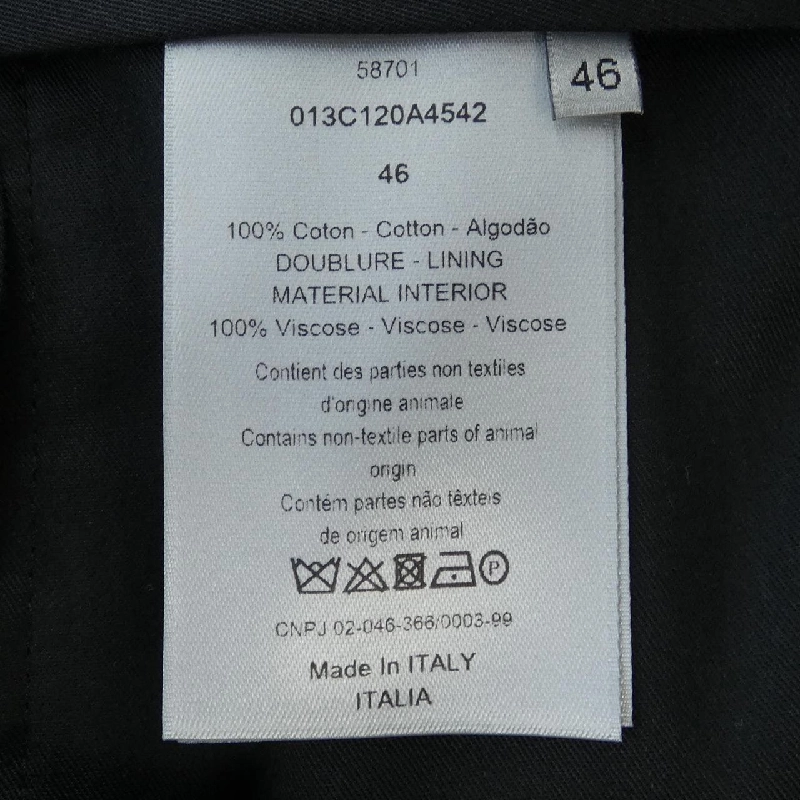 58701
46
013C120A4542
46
100% Coton - Cotton - Algodão
DOUBLURE - LINING
MATERIAL INTERIOR
100% Viscose - Viscose - Viscose
Contient des parties non textiles
d'origine animale
Contains non-textile parts of animal
origin
Contém partes não têxteis
de origem animal
P
CNPJ 02-046-366/0003-99
Made In ITALY
ITALIA